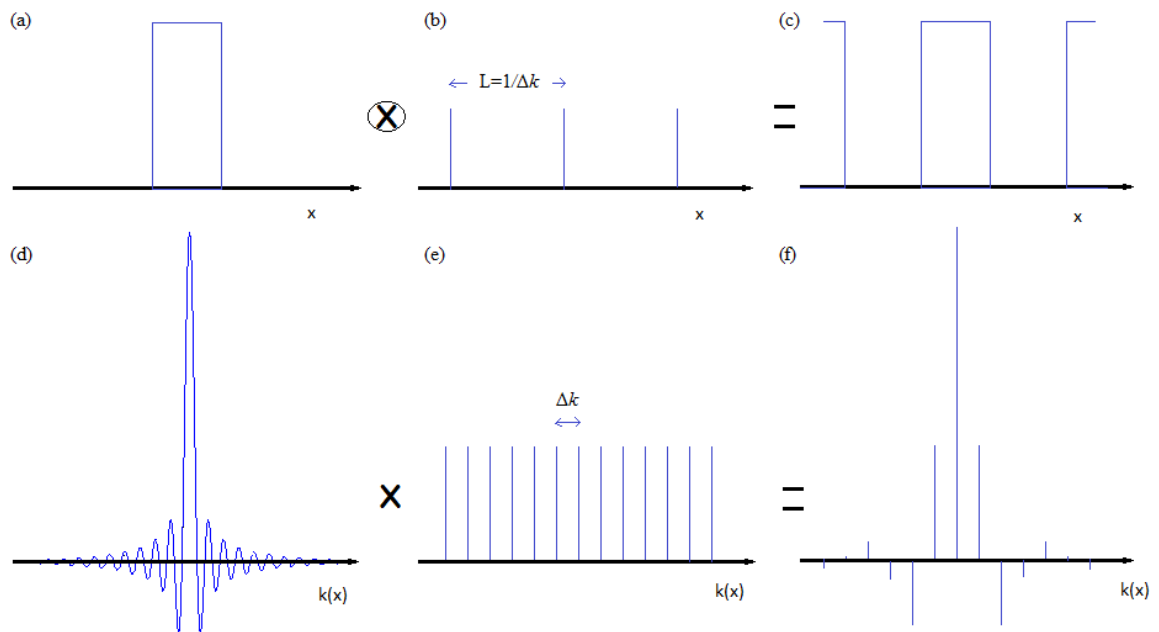 (a)
(b)
(c)
L=1/Δk
⊗
=
x
x
x
(d)
(e)
(f)
Δk
×
=
k(x)
k(x)
k(x)